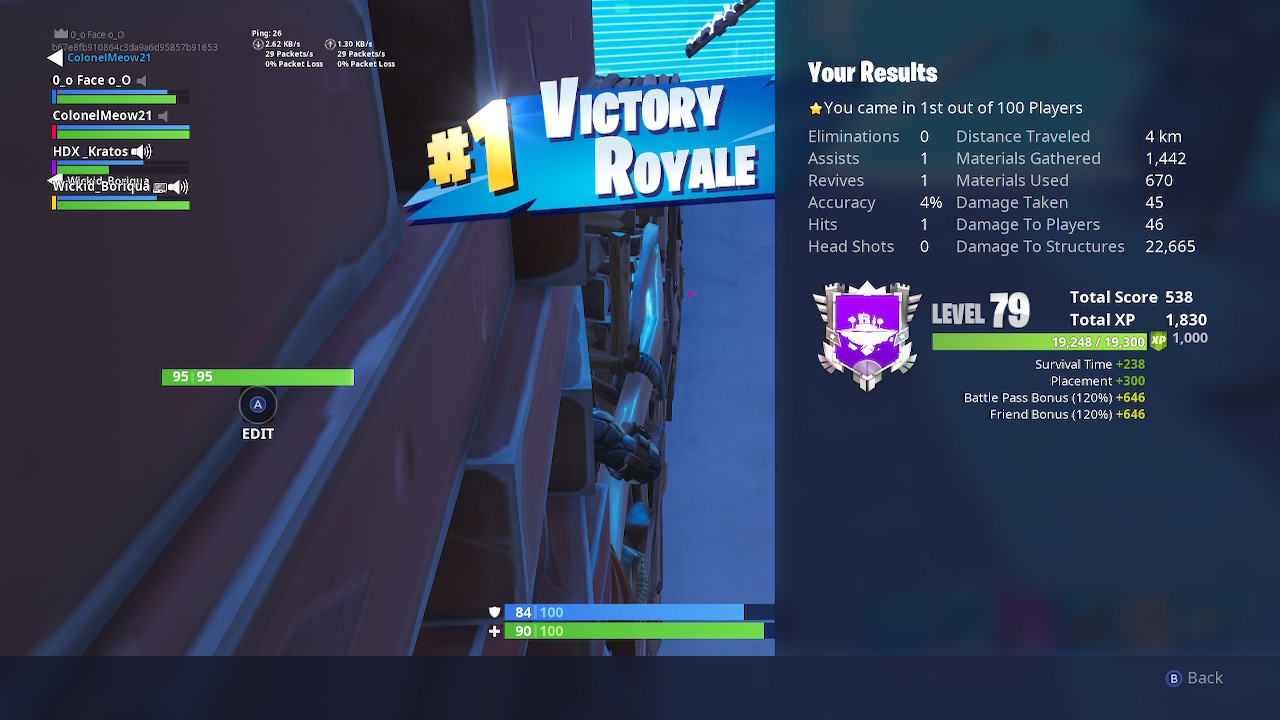 0_o Face o_O
b67e8fb910864c3da9a6d95857b91653
ColonelMeow21
0_o Face o_O
ColonelMeow21
HDX_Kratos
Wickid_Boriqua
Wickid_Boriqua
Ping: 26
2.62 KB/s 1.30 KB/s
29 Packets/s 29 Packets/s
0% Packet Loss 0% Packet Loss
#1 VICTORY
ROYALE
95 | 95
A
EDIT
84 | 100
90 | 100
Your Results
You came in 1st out of 100 Players
Eliminations 0 Distance Traveled 4 km
Assists 1 Materials Gathered 1,442
Revives 1 Materials Used 670
Accuracy 4% Damage Taken 45
Hits 1 Damage To Players 46
Head Shots 0 Damage To Structures 22,665
LEVEL 79
Total Score 538
Total XP 1,830
19,248 / 19,300 XP 1,000
Survival Time +238
Placement +300
Battle Pass Bonus (120%) +646
Friend Bonus (120%) +646
B Back